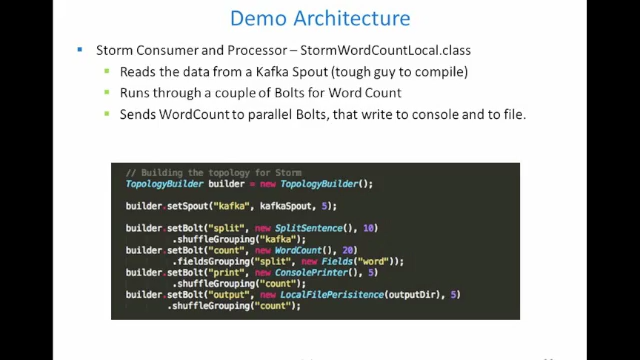 Demo Architecture
Storm Consumer and Processor – StormWordCountLocal.class
Reads the data from a Kafka Spout (tough guy to compile)
Runs through a couple of Bolts for Word Count
Sends WordCount to parallel Bolts, that write to console and to file.
// Building the topology for Storm
TopologyBuilder builder = new TopologyBuilder();
builder.setSpout("kafka", kafkaSpout, 5);
builder.setBolt("split", new SplitSentence(), 10)
.shuffleGrouping("kafka");
builder.setBolt("count", new WordCount(), 20)
.fieldsGrouping("split", new Fields("word"));
builder.setBolt("print", new ConsolePrinter(), 5)
.shuffleGrouping("count");
builder.setBolt("output", new LocalFilePerisitence(outputDir), 5)
.shuffleGrouping("count");